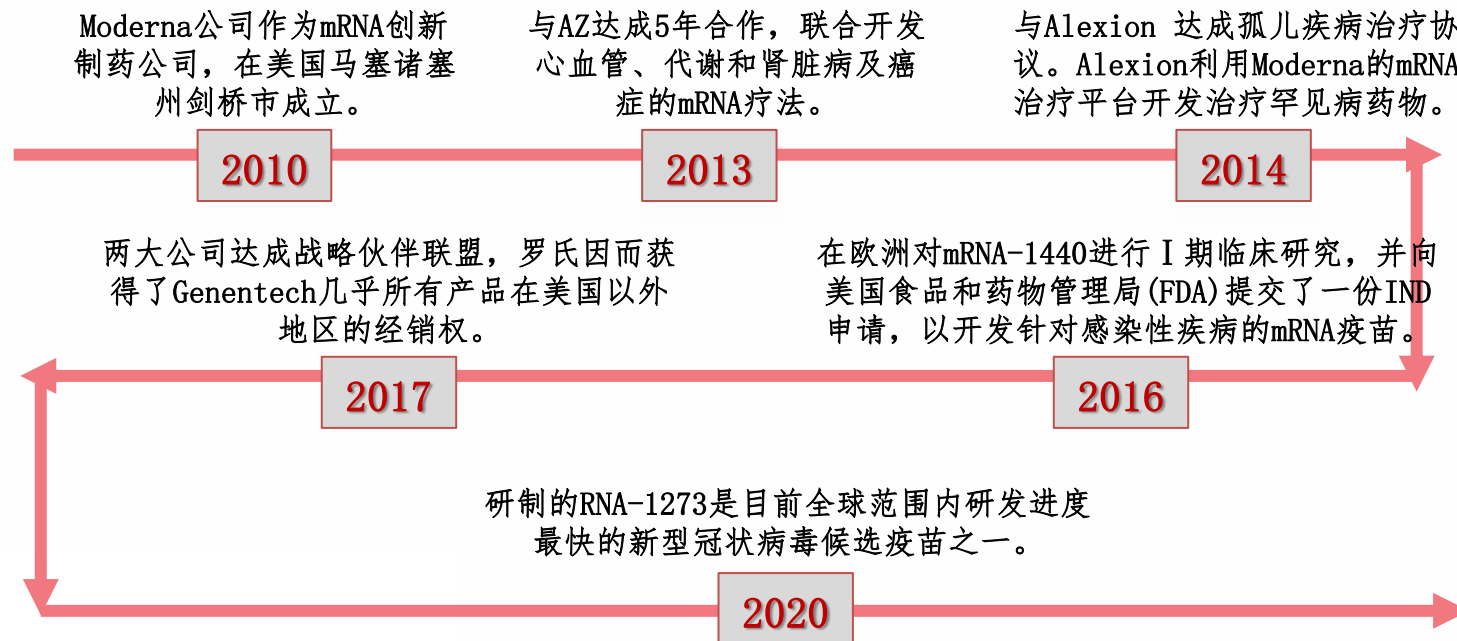 Moderna公司作为mRNA创新
制药公司，在美国马塞诸塞
州剑桥市成立。
与AZ达成5年合作，联合开发
心血管、代谢和肾脏病及癌
症的mRNA疗法。
与Alexion 达成孤儿疾病治疗协
议。Alexion利用Moderna的mRNA
治疗平台开发治疗罕见病药物。
2010
2013
2014
两大公司达成战略伙伴联盟，罗氏因而获
得了Genentech几乎所有产品在美国以外
地区的经销权。
在欧洲对mRNA-1440进行Ⅰ期临床研究，并向
美国食品和药物管理局(FDA)提交了一份IND
申请，以开发针对感染性疾病的mRNA疫苗。
2017
2016
研制的RNA-1273是目前全球范围内研发进度
最快的新型冠状病毒候选疫苗之一。
2020